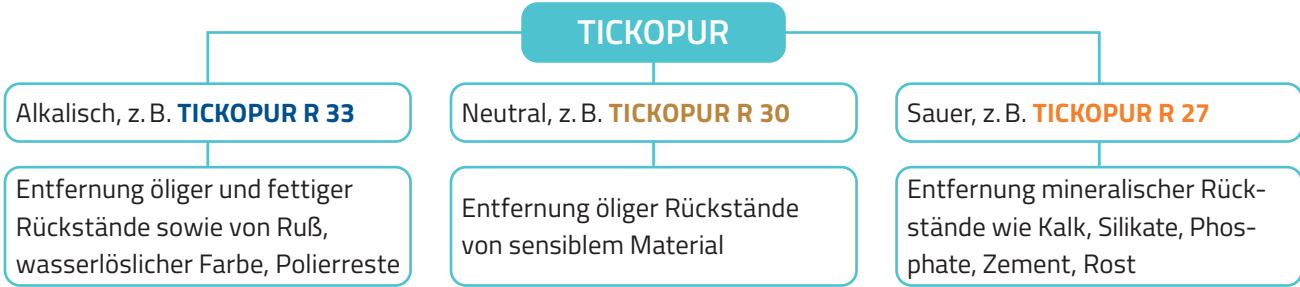 TICKOPUR
Alkalisch, z. B. TICKOPUR R 33
Entfernung öliger und fettiger
Rückstände sowie von Ruß,
wasserlöslicher Farbe, Polierreste
Neutral, z. B. TICKOPUR R 30
Entfernung öliger Rückstände
von sensiblem Material
Sauer, z. B. TICKOPUR R 27
Entfernung mineralischer Rück-
stände wie Kalk, Silikate, Phos-
phate, Zement, Rost